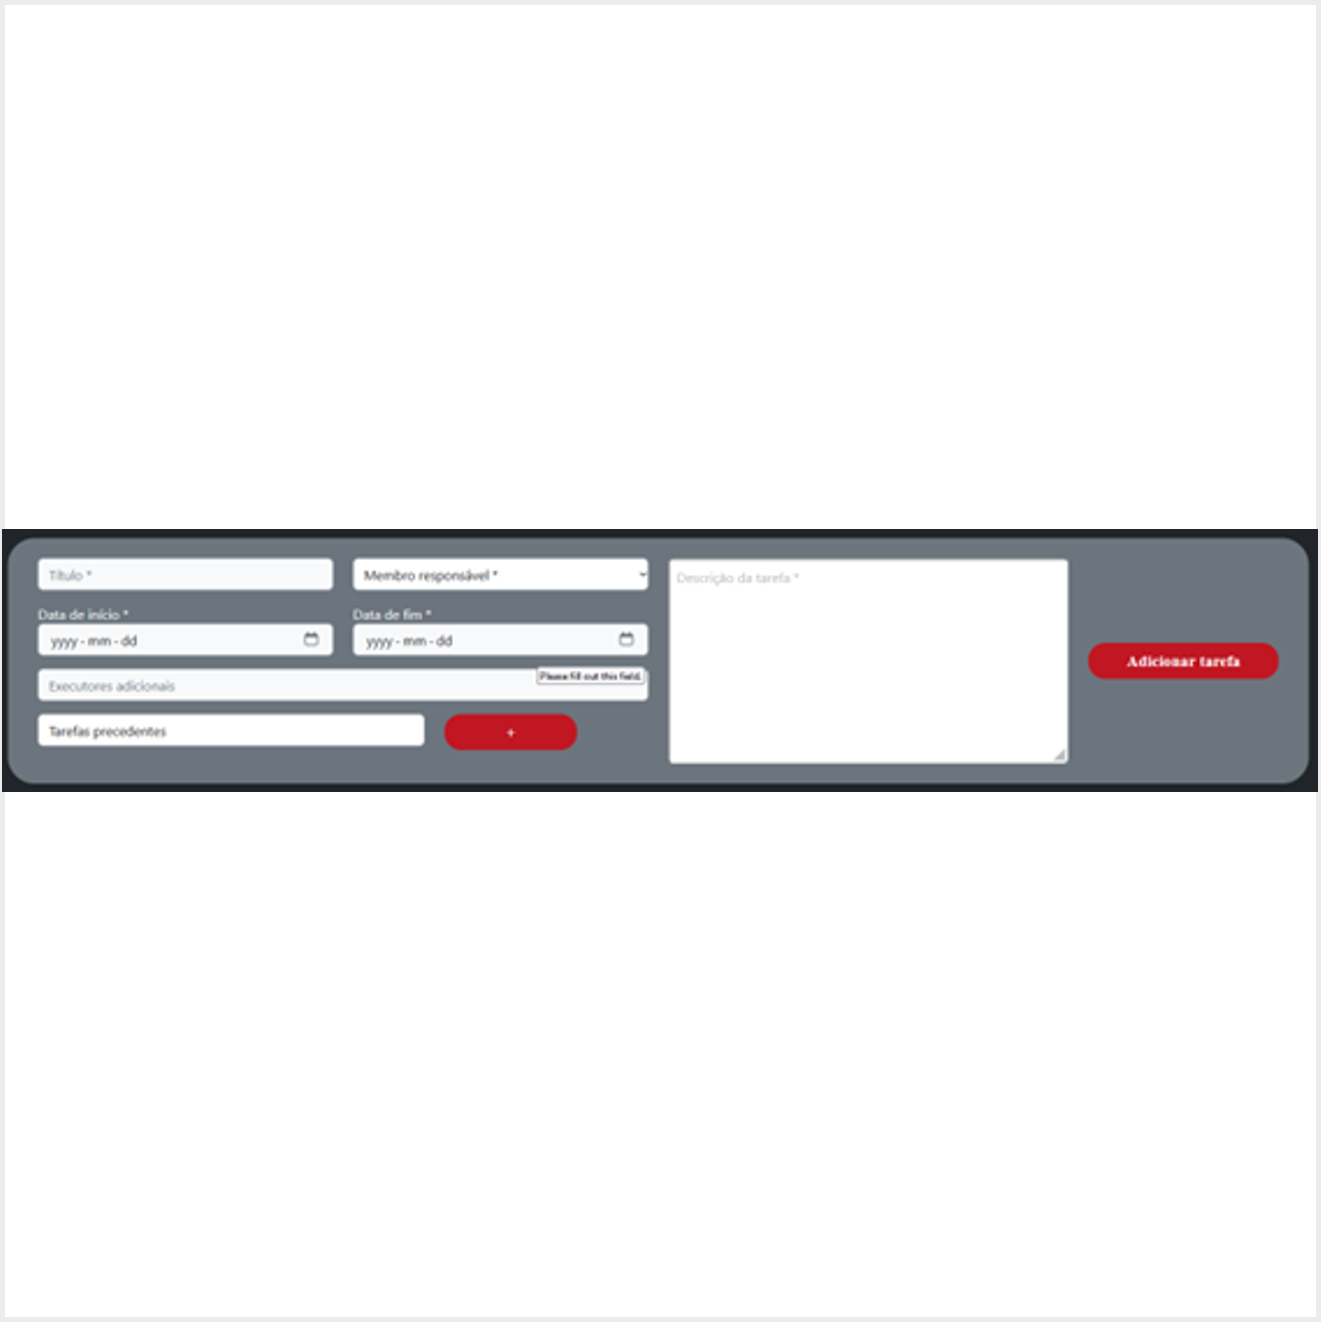 Título *
Membro responsável *
Data de início *
Data de fim *
yyyy - mm - dd
yyyy - mm - dd
Please fill out this field.
Executores adicionais
Tarefas precedentes
+
Descrição da tarefa *
Adicionar tarefa